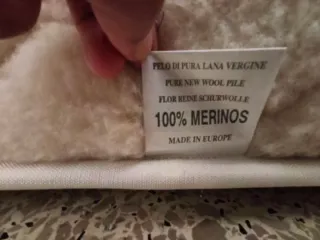 PELO DI PURA LANA VERGINE
PURE NEW WOOL PILE
FLOR REINE SCHURWOLLE
100% MERINOS
MADE IN EUROPE